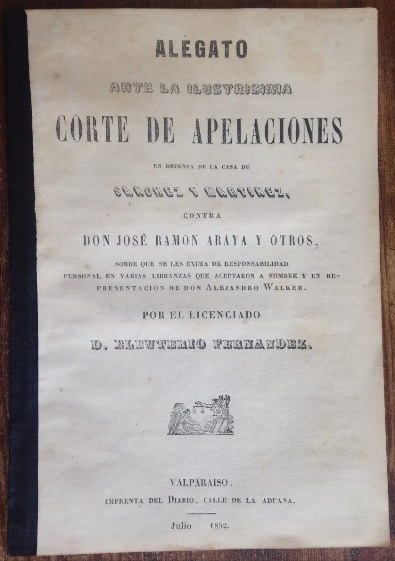 ALEGATO
ANTE LA ILUSTRISIMA
CORTE DE APELACIONES
EN DEFENSA DE LA CASA DE
SANCHEZ Y MARTINEZ,
CONTRA
DON JOSÉ RAMON ARAYA Y OTROS,
SOBRE QUE SE LES EXIMA DE RESPONSABILIDAD
PERSONAL EN VARIAS LIBRANZAS QUE ACEPTARON A NOMBRE Y EN RE-
PRESENTACION DE DON ALEJANDRO WALKER.
POR EL LICENCIADO
D. ELEUTERIO FERNANDEZ.
VALPARAISO.
IMPRENTA DEL DIARIO, CALLE DE LA ADUANA.
Julio 1852.